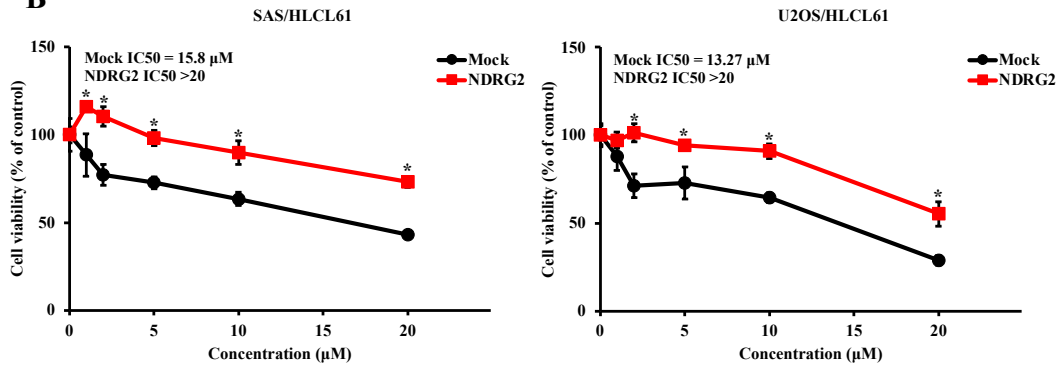 B
SAS/HLCL61
Mock IC50 = 15.8 μM
NDRG2 IC50 >20
Mock
NDRG2
150
100
50
0
* * * * *
0 5 10 15 20
Cell viability (% of control)
Concentration (μM)
U2OS/HLCL61
Mock IC50 = 13.27 μM
NDRG2 IC50 >20
Mock
NDRG2
150
100
50
0
* * * *
0 5 10 15 20
Cell viability (% of control)
Concentration (μM)